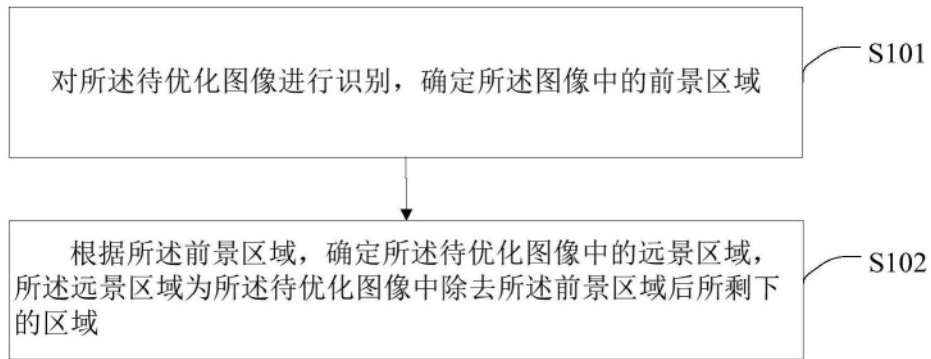 对所述待优化图像进行识别，确定所述图像中的前景区域
S101
根据所述前景区域，确定所述待优化图像中的远景区域，
所述远景区域为所述待优化图像中除去所述前景区域后所剩下
的区域
S102